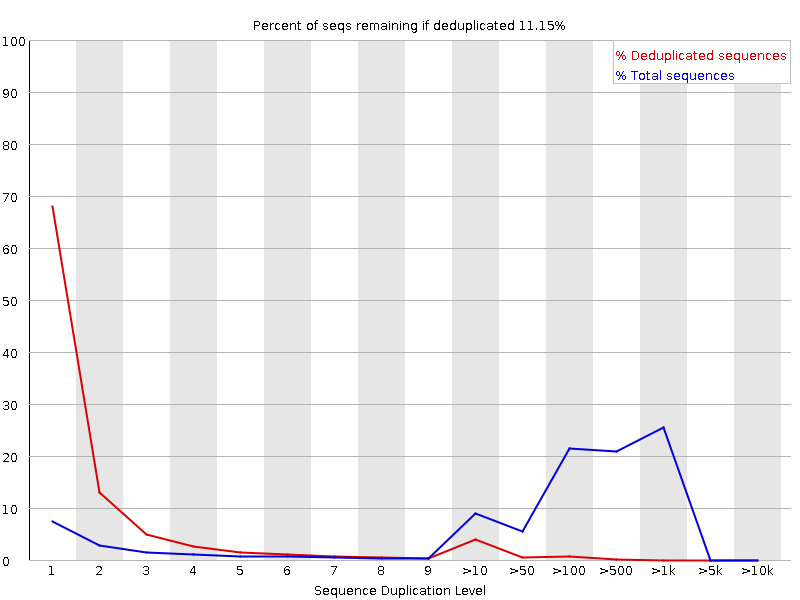 Percent of seqs remaining if deduplicated 11.15%
% Deduplicated sequences
% Total sequences
100
90
80
70
60
50
40
30
20
10
0
1 2 3 4 5 6 7 8 9 >10 >50 >100 >500 >1k >5k >10k
Sequence Duplication Level